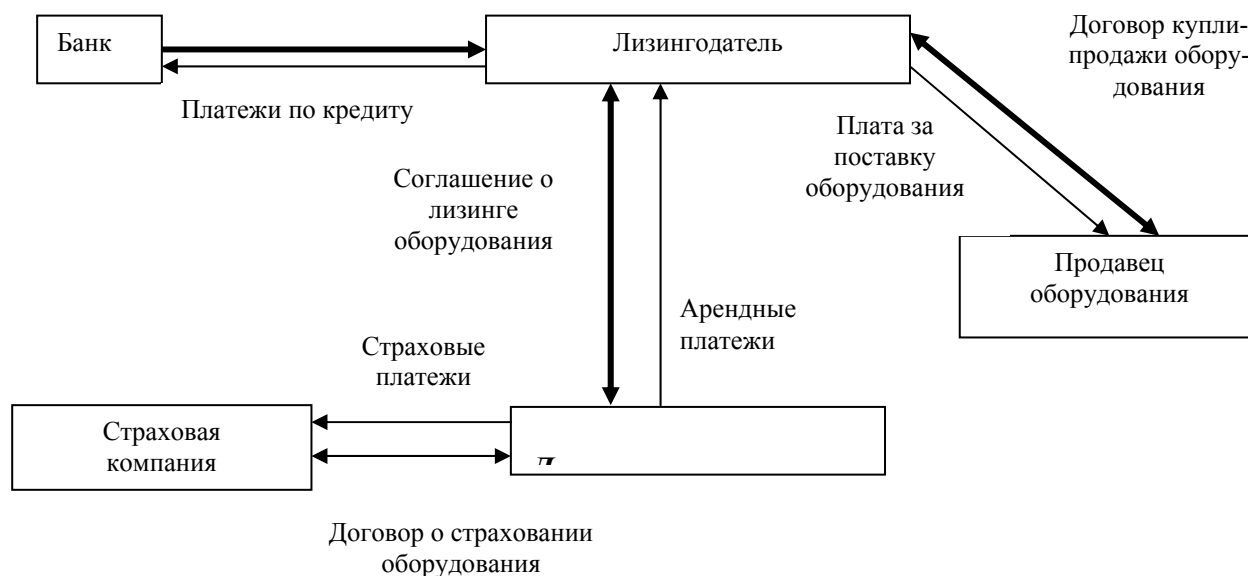 Банк
Лизингодатель
Договор купли-
продажи обору-
дования
Платежи по кредиту
Плата за
поставку
оборудования
Соглашение о
лизинге
оборудования
Продавец
оборудования
Арендные
платежи
Страховые
платежи
Страховая
компания
Договор о страховании
оборудования